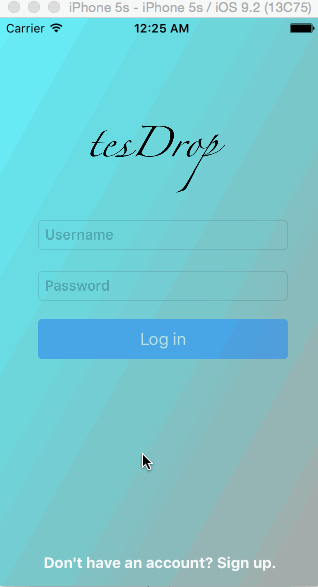 iPhone 5s - iPhone 5s / iOS 9.2 (13C75)
Carrier 12:25 AM
tesDrop
Username
Password
Log in
Don't have an account? Sign up.